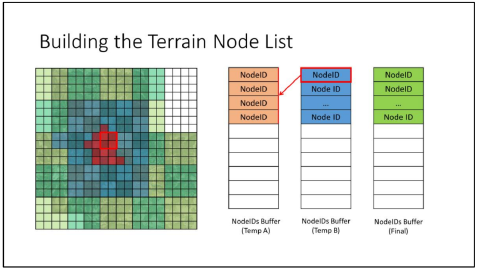 Building the Terrain Node List
NodeID
NodeID
NodeID
NodeID
NodeID
Node ID
...
Node ID
NodeID
NodeID
...
Node ID
NodeIDs Buffer
(Temp A)
NodeIDs Buffer
(Temp B)
NodeIDs Buffer
(Final)